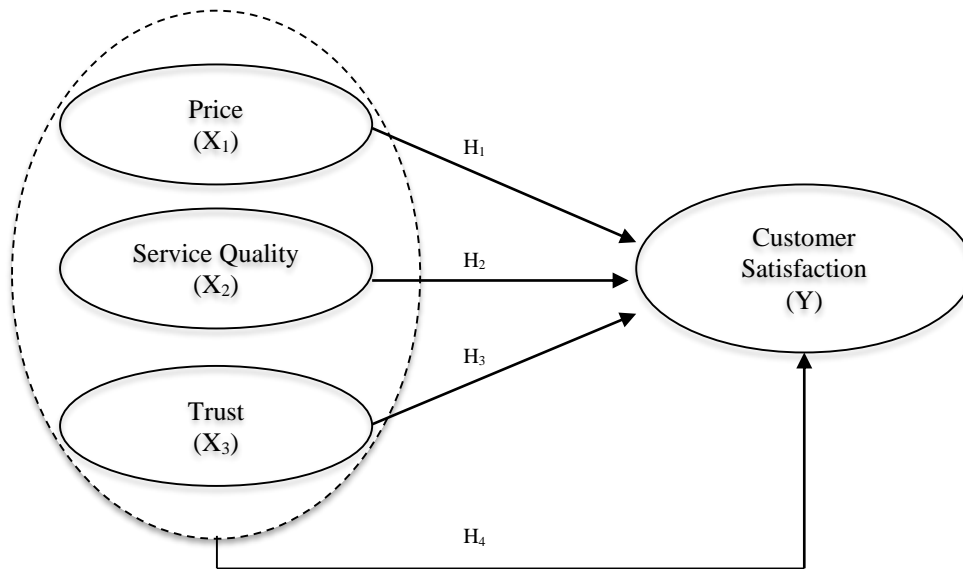 Price
(X₁)
H₁
Service Quality
(X₂)
H₂
Customer
Satisfaction
(Y)
H₃
Trust
(X₃)
H₄